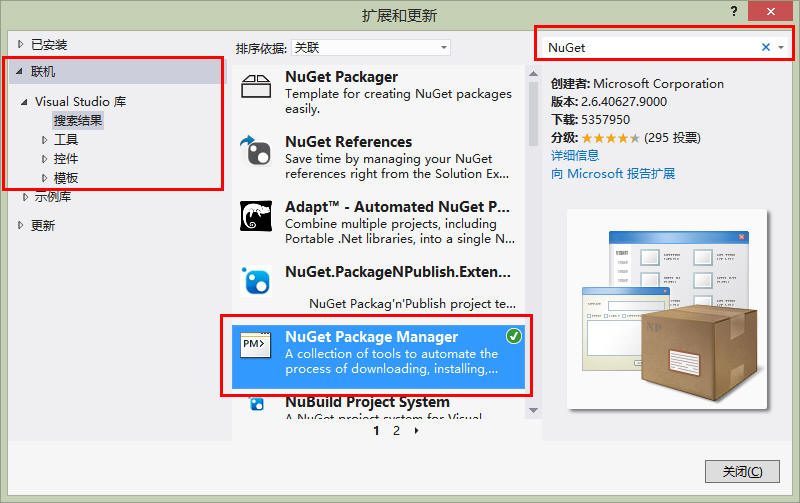 扩展和更新
?
已安装
联机
Visual Studio 库
搜索结果
工具
控件
模板
示例库
更新
排序依据: 关联
NuGet Packager
Template for creating NuGet packages
easily.
NuGet References
Save time by managing your NuGet
references right from the Solution Ex...
Adapt™ - Automated NuGet P...
Combine multiple projects, including
Portable .Net libraries, into a single N...
NuGet.PackageNPublish.Exten...
NuGet Packag'n'Publish project te...
PM>
NuGet Package Manager
A collection of tools to automate the
process of downloading, installing,...
NuBuild Project System
A NuGet project system for Visual
1 2
NuGet
创建者: Microsoft Corporation
版本: 2.6.40627.9000
下载: 5357950
分级: (295 投票)
详细信息
向 Microsoft 报告扩展
NP
关闭(C)